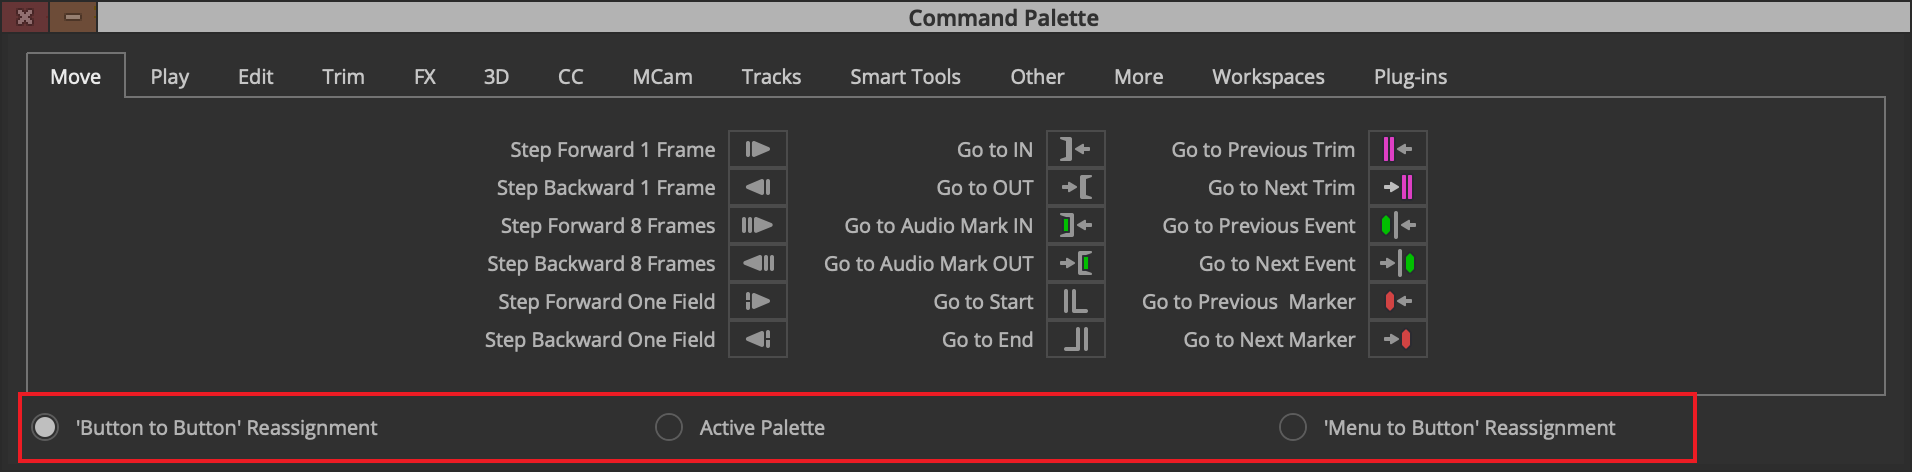 Command Palette
Move Play Edit Trim FX 3D CC MCam Tracks Smart Tools Other More Workspaces Plug-ins
Step Forward 1 Frame Go to IN Go to Previous Trim
Step Backward 1 Frame Go to OUT Go to Next Trim
Step Forward 8 Frames Go to Audio Mark IN Go to Previous Event
Step Backward 8 Frames Go to Audio Mark OUT Go to Next Event
Step Forward One Field Go to Start Go to Previous  Marker
Step Backward One Field Go to End Go to Next Marker
'Button to Button' Reassignment Active Palette 'Menu to Button' Reassignment